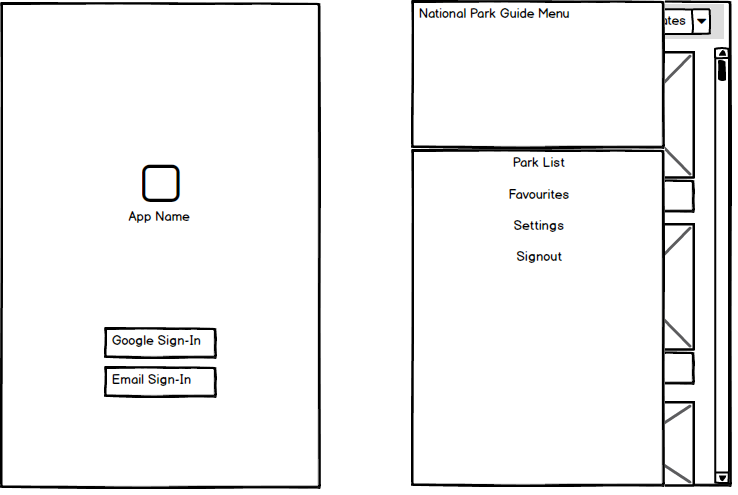 App Name
Google Sign-In
Email Sign-In
National Park Guide Menu
Park List
Favourites
Settings
Signout